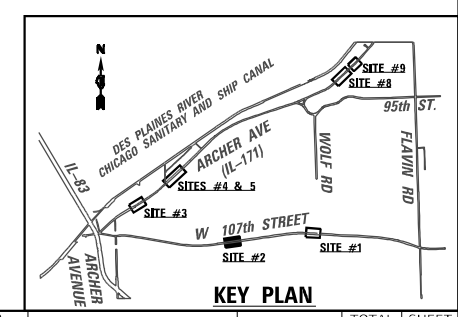 N
SITE #9
SITE #8
95th ST.
DES PLAINES RIVER
CHICAGO SANITARY AND SHIP CANAL
ARCHER AVE
(IL-171)
WOLF RD
FLAVIN RD
IL-83
SITES #4 & 5
SITE #3
W 107th STREET
SITE #1
SITE #2
ARCHER
AVENUE
KEY PLAN
TOTAL SHEET